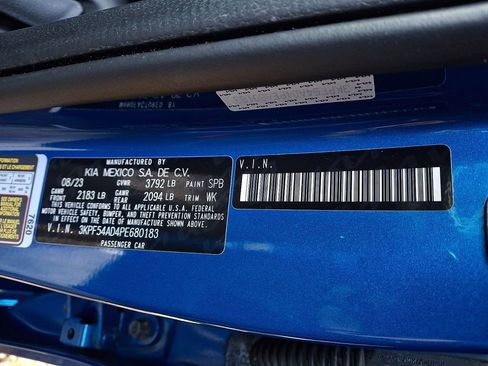 MANUFACTURED BY
KIA MEXICO S.A. DE C.V.
08/23 GVWR 3792 LB PAINT SPB
GAWR FRONT 2183 LB GAWR REAR 2094 LB TRIM WK
THIS VEHICLE CONFORMS TO ALL APPLICABLE U.S.A. FEDERAL MOTOR
VEHICLE SAFETY, BUMPER, AND THEFT PREVENTION STANDARDS IN
EFFECT ON THE DATE OF MANUFACTURE SHOWN ABOVE.
V.I.N. 3KPF54AD4PE680183
PASSENGER CAR
V.I.N.
7620